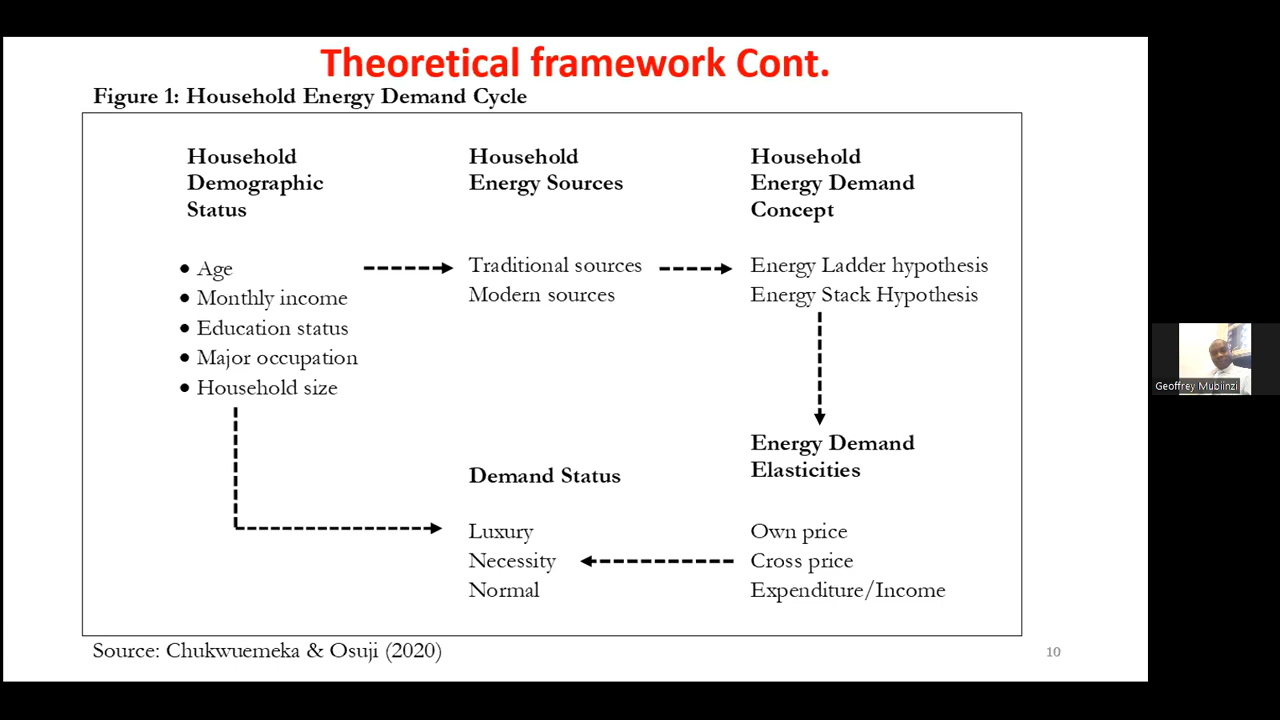 Theoretical framework Cont.
Figure 1: Household Energy Demand Cycle
Household
Demographic
Status
• Age
• Monthly income
• Education status
• Major occupation
• Household size
Household
Energy Sources
Traditional sources
Modern sources
Household
Energy Demand
Concept
Energy Ladder hypothesis
Energy Stack Hypothesis
Energy Demand
Elasticities
Own price
Cross price
Expenditure/Income
Demand Status
Luxury
Necessity
Normal
Source: Chukwuemeka & Osuji (2020)
10
Geoffrey Mubiinzi